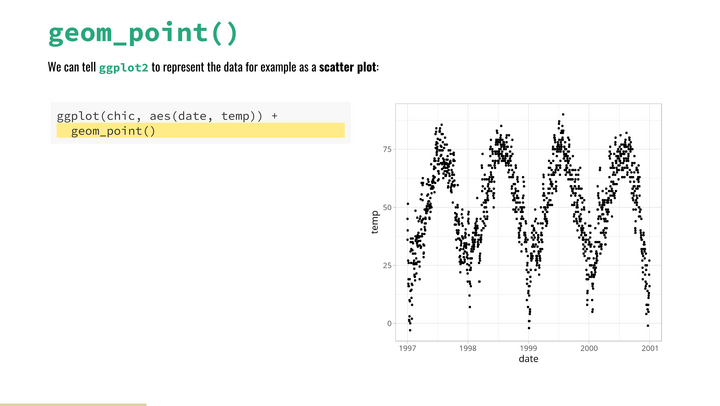 geom_point()
We can tell ggplot2 to represent the data for example as a scatter plot:
ggplot(chic, aes(date, temp)) +
geom_point()
75
50
25
0
temp
1997 1998 1999 2000 2001
date